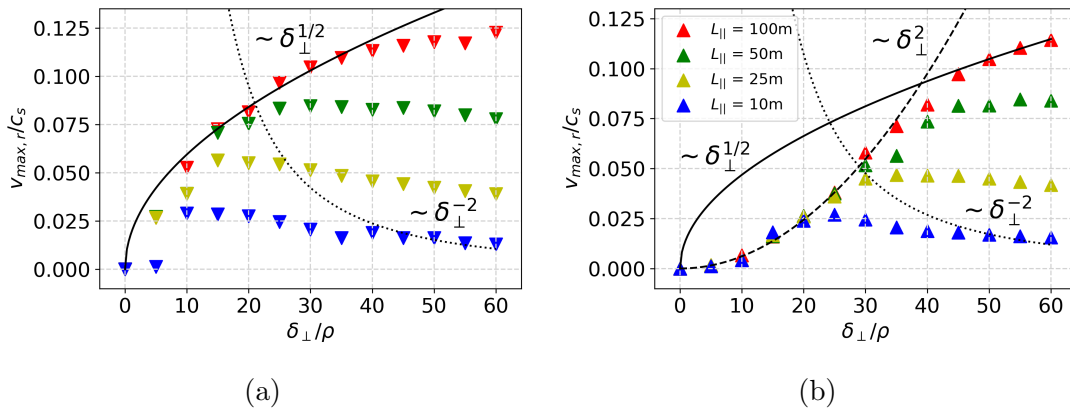 0.125
0.100
0.075
0.050
0.025
0.000
v_{max,r}/c_s
~ δ_⊥^{1/2}
~ δ_⊥^{-2}
0 10 20 30 40 50 60
δ_⊥/ρ
(a)
0.125
0.100
0.075
0.050
0.025
0.000
v_{max,r}/c_s
L_{||} = 100m
L_{||} = 50m
L_{||} = 25m
L_{||} = 10m
~ δ_⊥^2
~ δ_⊥^{1/2}
~ δ_⊥^{-2}
0 10 20 30 40 50 60
δ_⊥/ρ
(b)